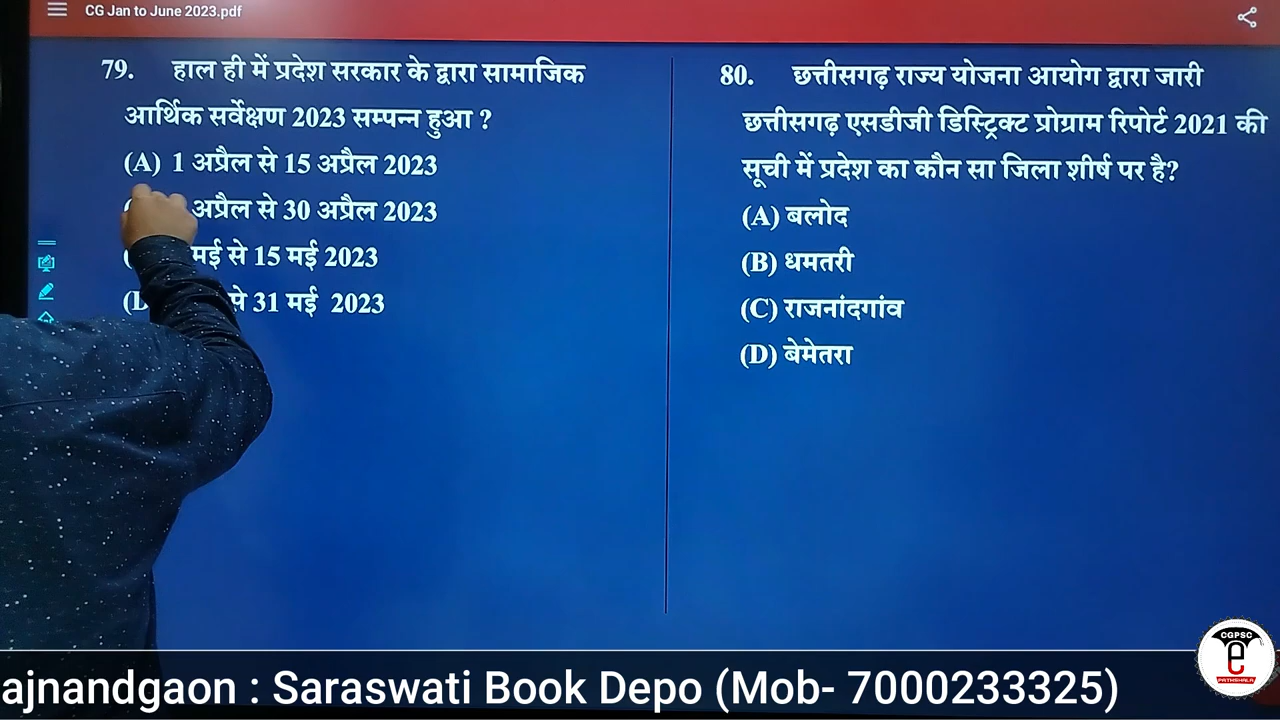 CG Jan to June 2023.pdf
79. हाल ही में प्रदेश सरकार के द्वारा सामाजिक
आर्थिक सर्वेक्षण 2023 सम्पन्न हुआ ?
(A) 1 अप्रैल से 15 अप्रैल 2023
अप्रैल से 30 अप्रैल 2023
मई से 15 मई 2023
(D से 31 मई 2023
80. छत्तीसगढ़ राज्य योजना आयोग द्वारा जारी
छत्तीसगढ़ एसडीजी डिस्ट्रिक्ट प्रोग्राम रिपोर्ट 2021 की
सूची में प्रदेश का कौन सा जिला शीर्ष पर है?
(A) बलोद
(B) धमतरी
(C) राजनांदगांव
(D) बेमेतरा
CGPSC
e
PATHSHALA
ajnandgaon : Saraswati Book Depo (Mob- 7000233325)